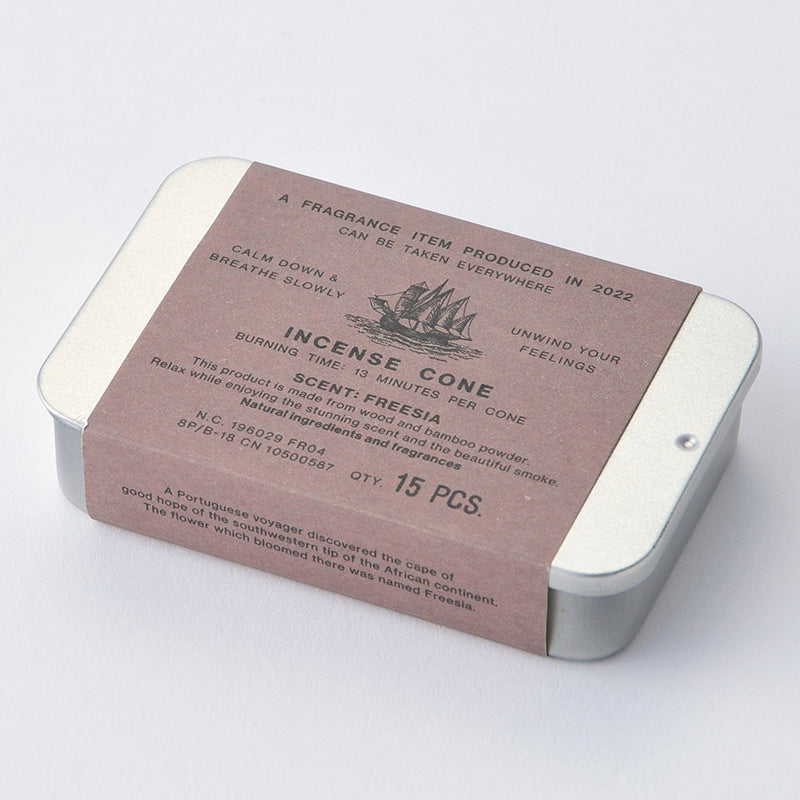 A FRAGRANCE ITEM PRODUCED IN 2022
CAN BE TAKEN EVERYWHERE
CALM DOWN &
BREATHE SLOWLY
UNWIND YOUR
FEELINGS
INCENSE CONE
BURNING TIME: 13 MINUTES PER CONE
SCENT: FREESIA
This product is made from wood and bamboo powder.
Relax while enjoying the stunning scent and the beautiful smoke.
Natural ingredients and fragrances
N.C. 196029 FR04
8P/B-18 CN 10500587
QTY. 15 PCS.
A Portuguese voyager discovered the cape of
good hope of the southwestern tip of the African continent.
The flower which bloomed there was named Freesia.